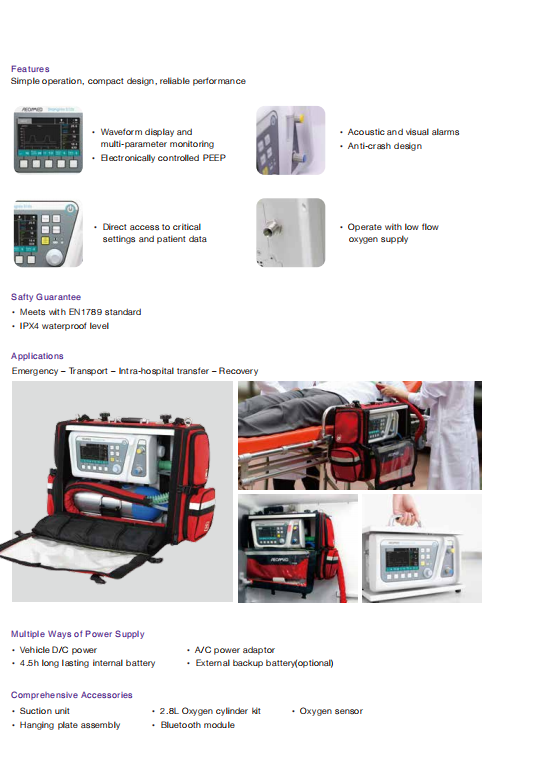 Features
Simple operation, compact design, reliable performance
AEOMED
• Waveform display and
multi-parameter monitoring
• Electronically controlled PEEP
• Acoustic and visual alarms
• Anti-crash design
• Direct access to critical
settings and patient data
• Operate with low flow
oxygen supply
Safty Guarantee
• Meets with EN1789 standard
• IPX4 waterproof level
Applications
Emergency – Transport – Intra-hospital transfer – Recovery
AEOMED
Multiple Ways of Power Supply
• Vehicle D/C power
• A/C power adaptor
• 4.5h long lasting internal battery
• External backup battery(optional)
Comprehensive Accessories
• Suction unit
• 2.8L Oxygen cylinder kit
• Oxygen sensor
• Hanging plate assembly
• Bluetooth module